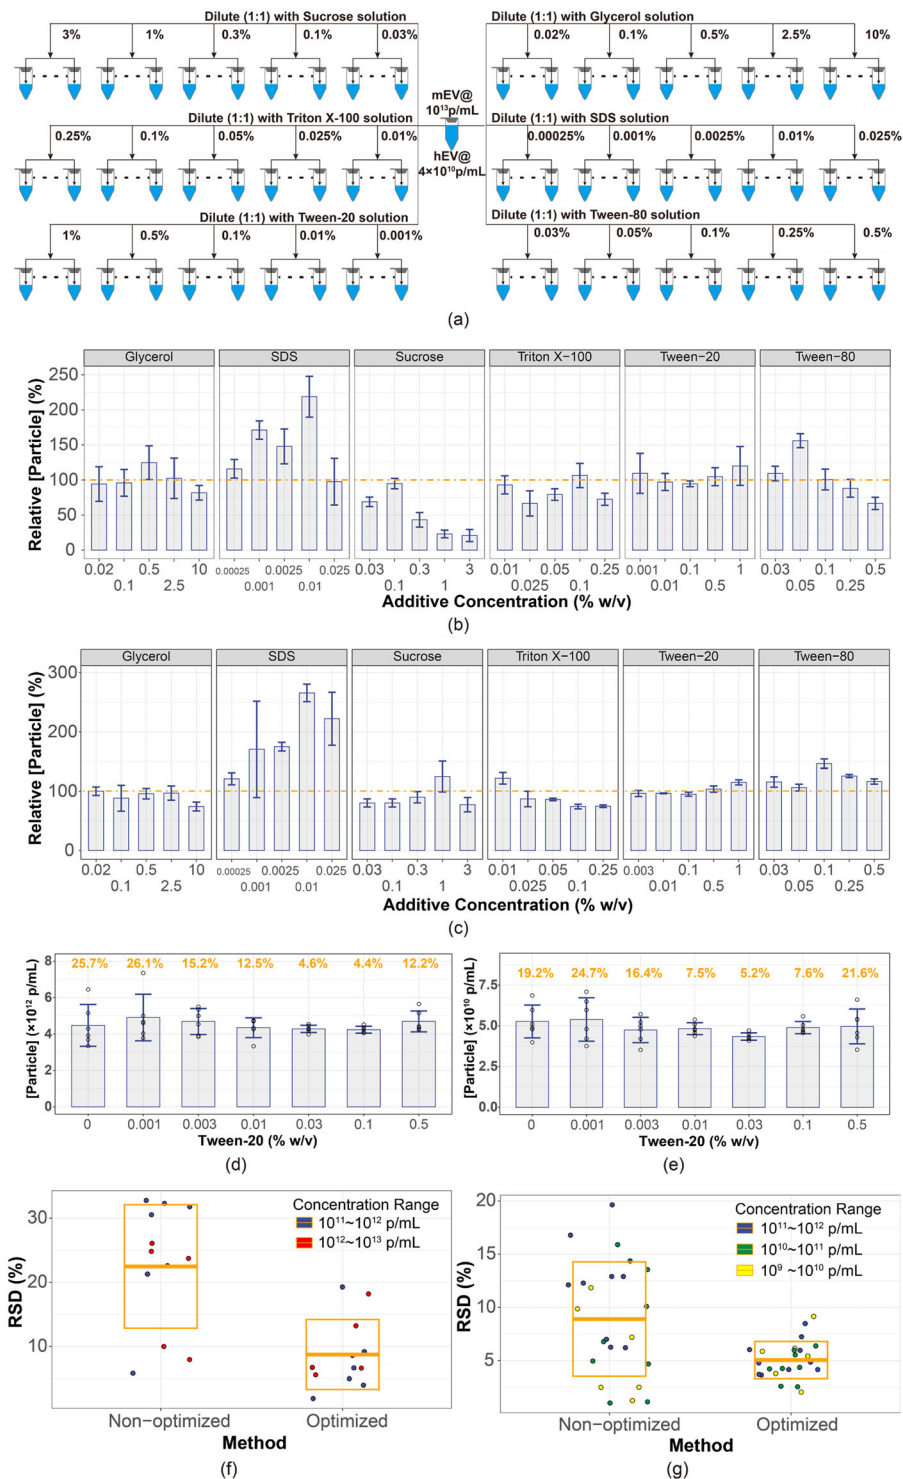 Dilute (1:1) with Sucrose solution
3% 1% 0.3% 0.1% 0.03%
Dilute (1:1) with Glycerol solution
0.02% 0.1% 0.5% 2.5% 10%
mEV@
10¹³p/mL
Dilute (1:1) with Triton X-100 solution
0.25% 0.1% 0.05% 0.025% 0.01%
Dilute (1:1) with SDS solution
0.00025% 0.001% 0.0025% 0.01% 0.025%
hEV@
4×10¹⁰p/mL
Dilute (1:1) with Tween-20 solution
1% 0.5% 0.1% 0.01% 0.001%
Dilute (1:1) with Tween-80 solution
0.03% 0.05% 0.1% 0.25% 0.5%
(a)
Glycerol SDS Sucrose Triton X−100 Tween−20 Tween−80
Relative [Particle] (%)
250
200
150
100
50
0
0.02 0.5 10 0.00025 0.0025 0.025 0.03 0.3 3 0.01 0.05 0.25 0.001 0.1 1 0.03 0.1 0.5
0.1 2.5 0.001 0.01 0.1 1 0.025 0.1 0.01 0.5 0.05 0.25
Additive Concentration (% w/v)
(b)
Glycerol SDS Sucrose Triton X−100 Tween−20 Tween−80
Relative [Particle] (%)
300
200
100
0
0.02 0.5 10 0.00025 0.0025 0.025 0.03 0.3 3 0.01 0.05 0.25 0.003 0.1 1 0.03 0.1 0.5
0.1 2.5 0.001 0.01 0.1 1 0.025 0.1 0.01 0.5 0.05 0.25
Additive Concentration (% w/v)
(c)
[Particle] (×10¹² p/mL)
8
6
4
2
0
25.7% 26.1% 15.2% 12.5% 4.6% 4.4% 12.2%
0 0.001 0.003 0.01 0.03 0.1 0.5
Tween-20 (% w/v)
(d)
[Particle] (×10¹⁰ p/mL)
7.5
5.0
2.5
0.0
19.2% 24.7% 16.4% 7.5% 5.2% 7.6% 21.6%
0 0.001 0.003 0.01 0.03 0.1 0.5
Tween-20 (% w/v)
(e)
RSD (%)
30
20
10
Concentration Range
10¹¹~10¹² p/mL
10¹²~10¹³ p/mL
Non-optimized Optimized
Method
(f)
RSD (%)
20
15
10
5
Concentration Range
10¹¹~10¹² p/mL
10¹⁰~10¹¹ p/mL
10⁹ ~10¹⁰ p/mL
Non-optimized Optimized
Method
(g)